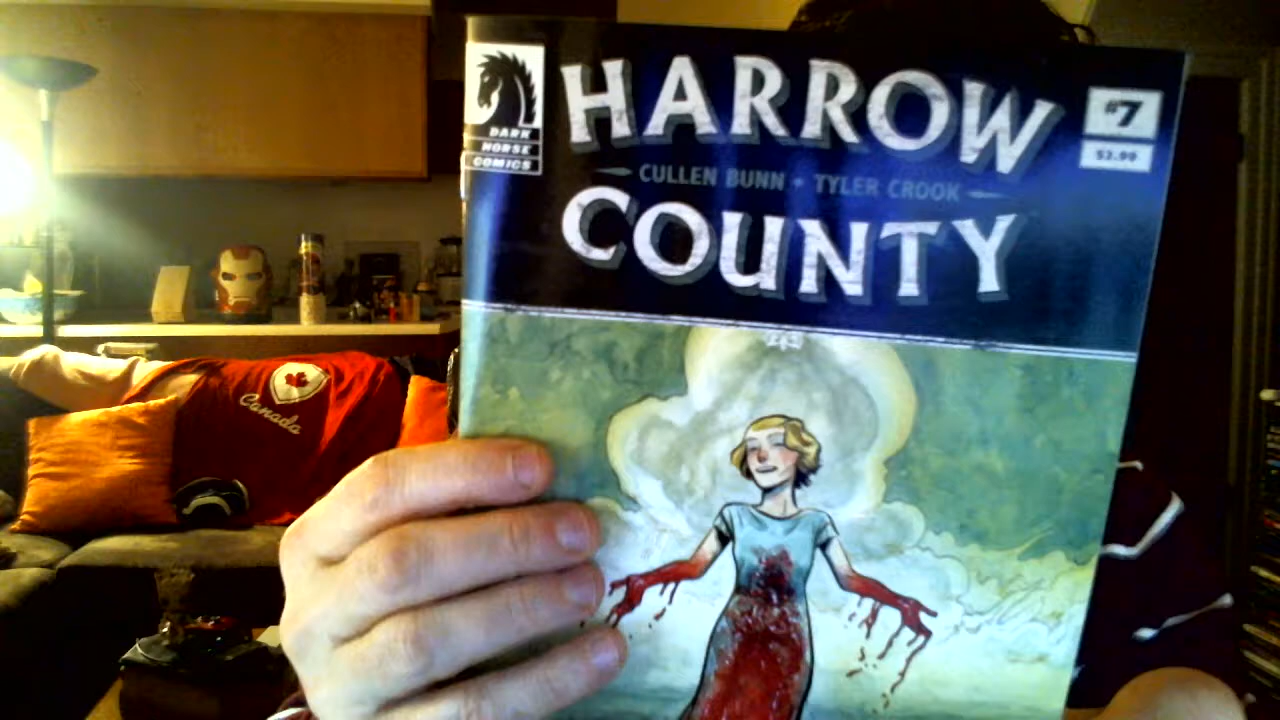 HARROW
COUNTY
CULLEN BUNN + TYLER CROOK
#7
$3.99
DARK
HORSE
COMICS
Canada